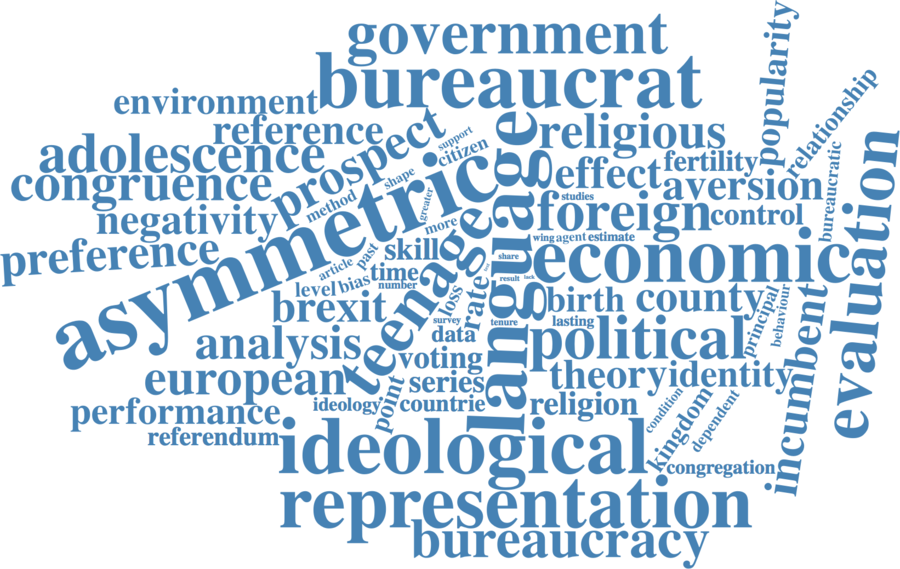 government
bureaucrat
popularity
relationship
environment
reference
prospect
support
citizen
religious
adolescence
congruence
shape
method
greater
more
language
effect
fertility
aversion
studies
bureaucratic
evaluation
negativity
preference
asymmetric
past
article
skill
foreign
control
wing
agent
estimate
economic
share
result
lack
level
bias
time
number
teenage
loss
rate
brexit
survey
tenure
birth
county
lasting
principal
behaviour
incumbent
analysis
data
voting
political
european
series
theory
identity
performance
ideology
point
countrie
religion
condition
kingdom
dependent
referendum
ideological
congregation
representation
bureaucracy